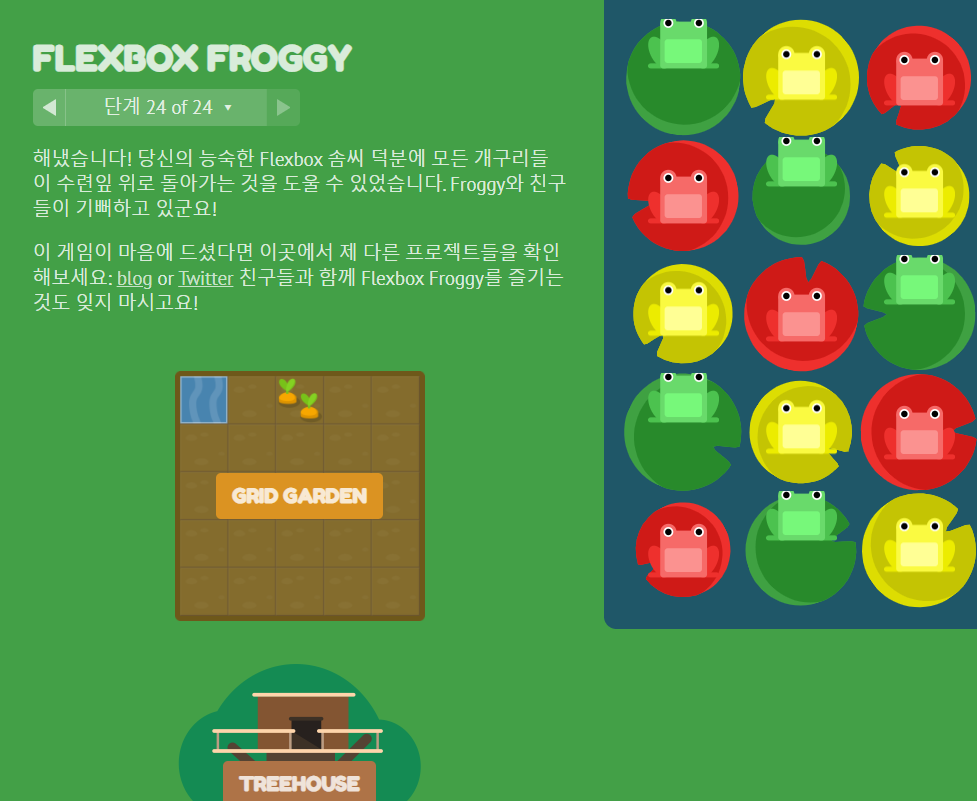 FLEXBOX FROGGY
단계 24 of 24
해냈습니다! 당신의 능숙한 Flexbox 솜씨 덕분에 모든 개구리들
이 수련잎 위로 돌아가는 것을 도울 수 있었습니다. Froggy와 친구
들이 기뻐하고 있군요!
이 게임이 마음에 드셨다면 이곳에서 제 다른 프로젝트들을 확인
해보세요: blog or Twitter 친구들과 함께 Flexbox Froggy를 즐기는
것도 잊지 마시고요!
GRID GARDEN
TREEHOUSE